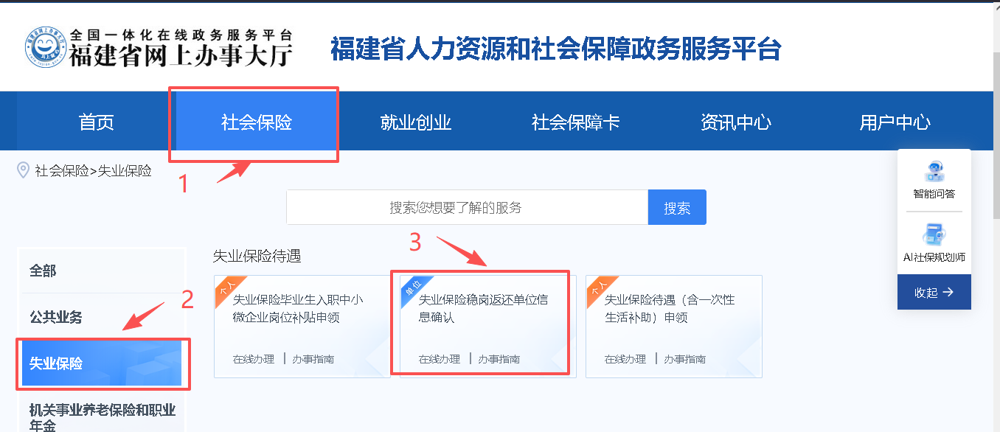 全国一体化在线政务服务平台
福建省网上办事大厅
福建省人力资源和社会保障政务服务平台
首页
社会保险
就业创业
社会保障卡
资讯中心
用户中心
社会保险>失业保险
1
搜索您想要了解的服务
搜索
智能问答
AI社保规划师
收起
3
失业保险待遇
全部
公共业务
2
失业保险
机关事业养老保险和职业
年金
个人
失业保险毕业生入职中小
微企业岗位补贴申领
在线办理 | 办事指南
单位
失业保险稳岗返还单位信
息确认
在线办理 | 办事指南
个人
失业保险待遇（含一次性
生活补助）申领
在线办理 | 办事指南